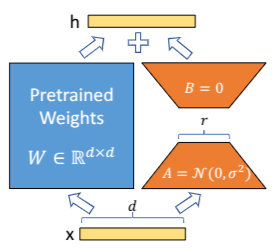 h
Pretrained
Weights
W ∈ ℝ^{d×d}
B = 0
r
A = 𝒩(0, σ²)
d
x